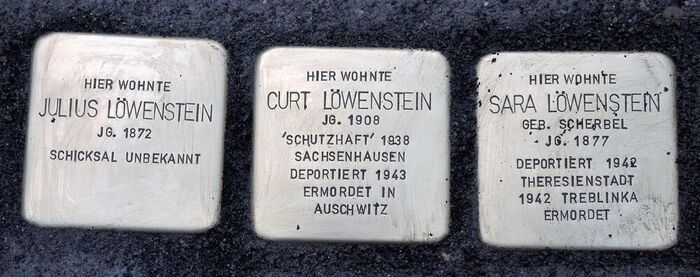 HIER WOHNTE
JULIUS LÖWENSTEIN
JG. 1872
SCHICKSAL UNBEKANNT
HIER WOHNTE
CURT LÖWENSTEIN
JG. 1908
'SCHUTZHAFT' 1938
SACHSENHAUSEN
DEPORTIERT 1943
ERMORDET IN
AUSCHWITZ
HIER WOHNTE
SARA LÖWENSTEIN
GEB. SCHERBEL
JG. 1877
DEPORTIERT 1942
THERESIENSTADT
1942 TREBLINKA
ERMORDET